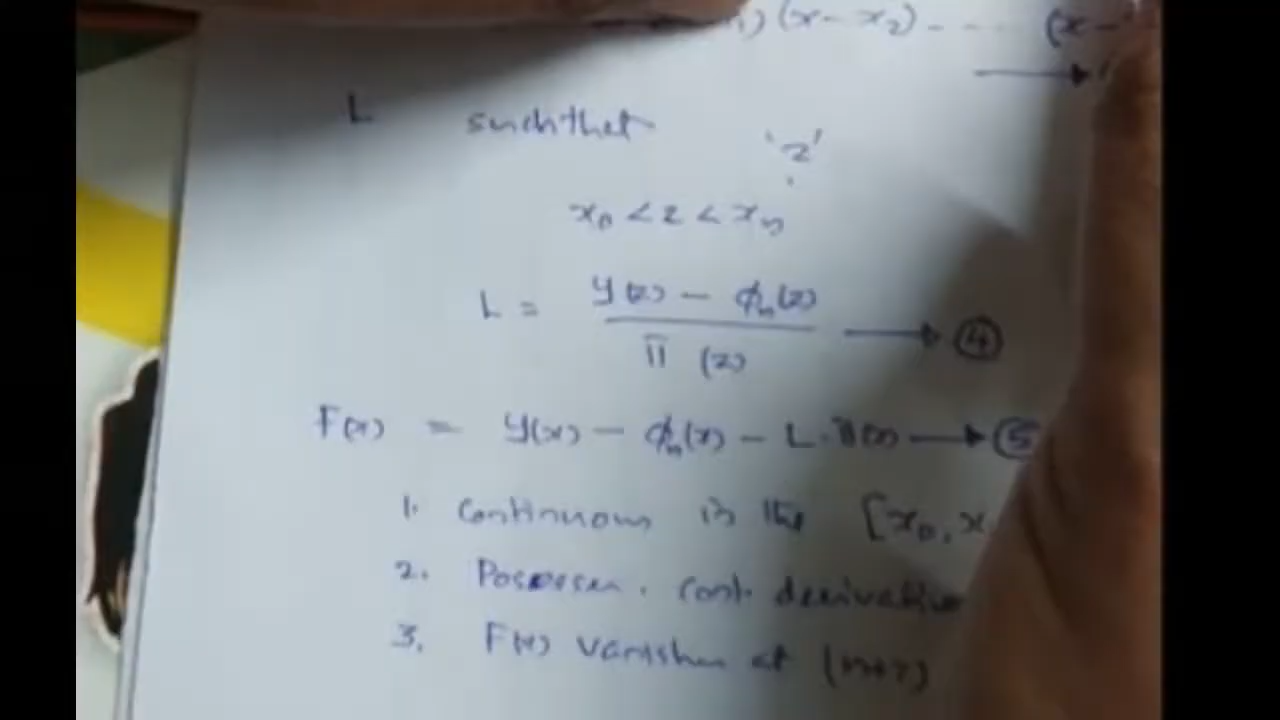 (x-x₂)---- (x-
L such that 'z'
x₀ < z < xₙ
L = (y(z) - φₙ(z)) / π(z) → ④
F(x) = y(x) - φₙ(x) - L.π(x) → ⑤
1. Continuous in the [x₀, x
2. Possesses. cont. derivative
3. F(x) vanishes at (n+2)